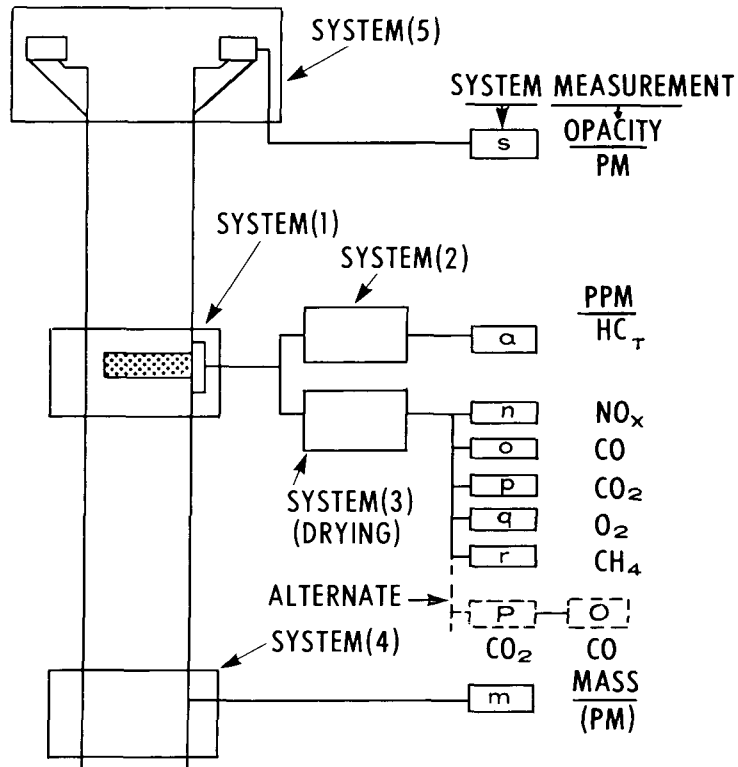 SYSTEM(5)
SYSTEM MEASUREMENT
s OPACITY
PM
SYSTEM(1)
SYSTEM(2)
PPM
a HCT
n NOx
o CO
p CO2
q O2
r CH4
SYSTEM(3)
(DRYING)
ALTERNATE
P O
CO2 CO
SYSTEM(4)
m MASS
(PM)